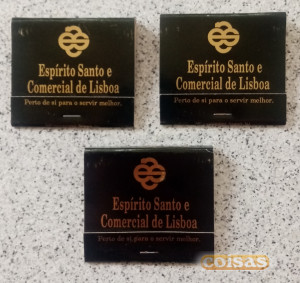 Espírito Santo e
Comercial de Lisboa
Perto de si para o servir melhor.
Espírito Santo e
Comercial de Lisboa
Perto de si para o servir melhor.
Espírito Santo e
Comercial de Lisboa
Perto de si para o servir melhor.
coisas